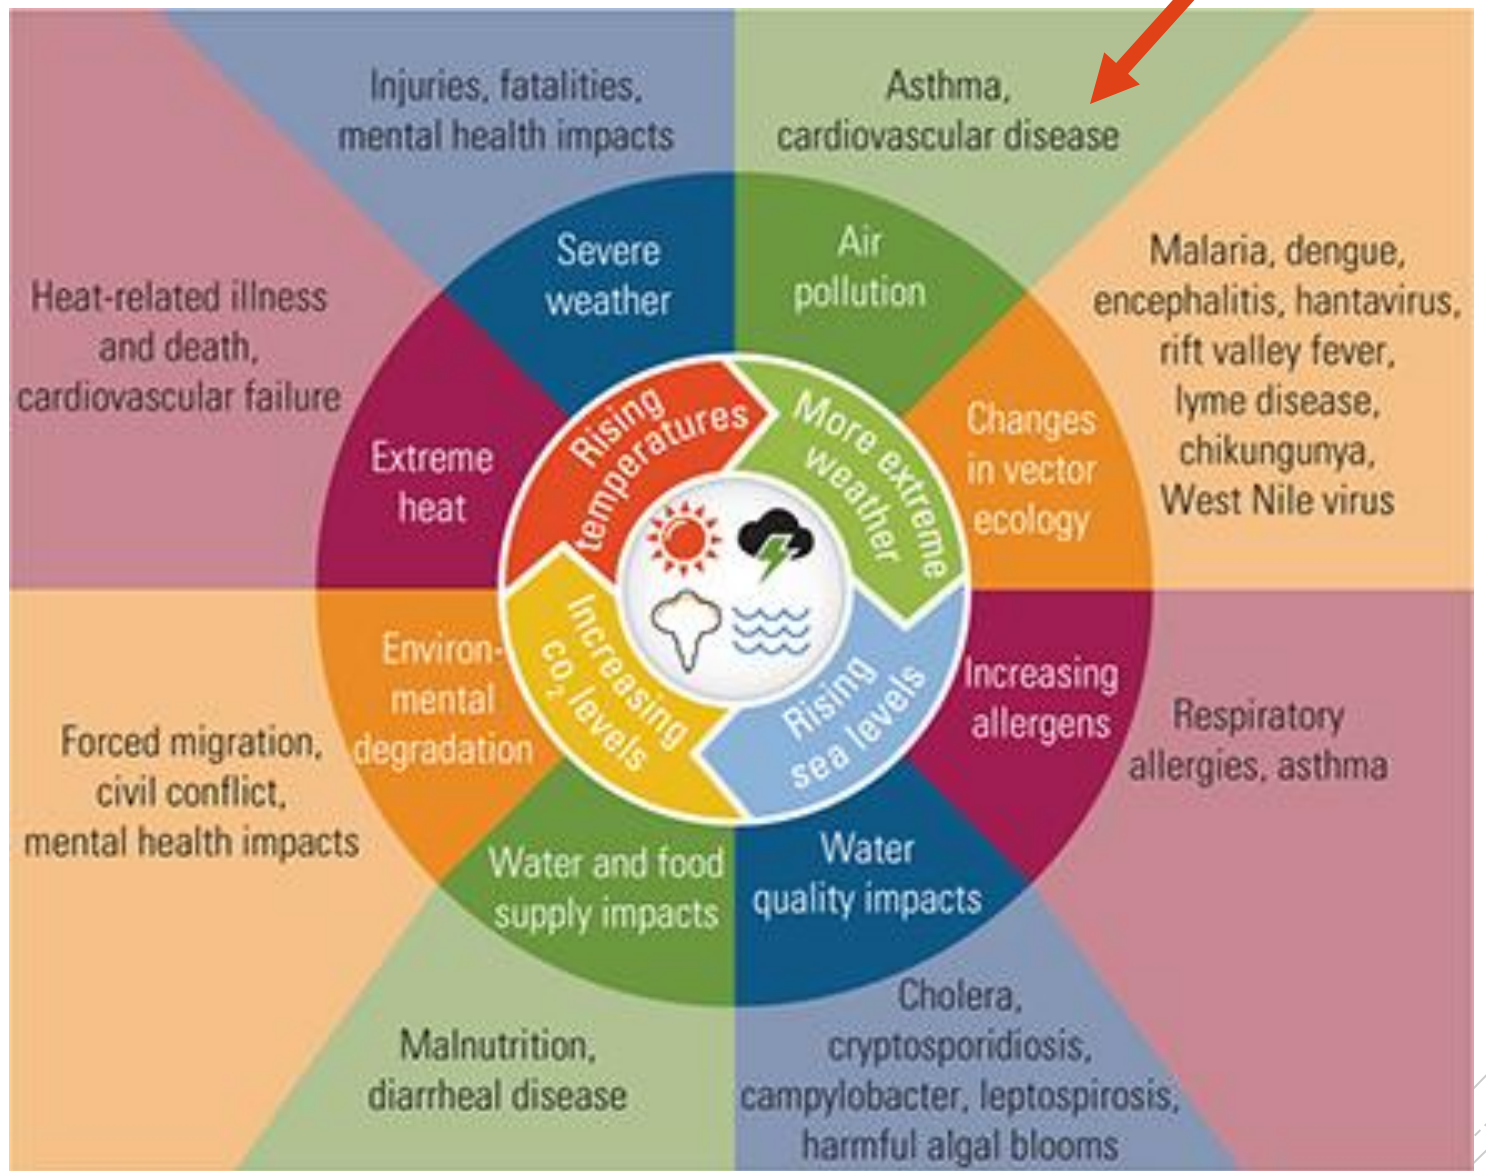 Injuries, fatalities,
mental health impacts
Asthma,
cardiovascular disease
Severe
weather
Air
pollution
Malaria, dengue,
encephalitis, hantavirus,
rift valley fever,
lyme disease,
chikungunya,
West Nile virus
Heat-related illness
and death,
cardiovascular failure
Extreme
heat
Changes
in vector
ecology
Rising
temperatures
More extreme
weather
Increasing
CO2 levels
Rising
sea levels
Environ-
mental
degradation
Increasing
allergens
Respiratory
allergies, asthma
Forced migration,
civil conflict,
mental health impacts
Water and food
supply impacts
Water
quality impacts
Malnutrition,
diarrheal disease
Cholera,
cryptosporidiosis,
campylobacter, leptospirosis,
harmful algal blooms